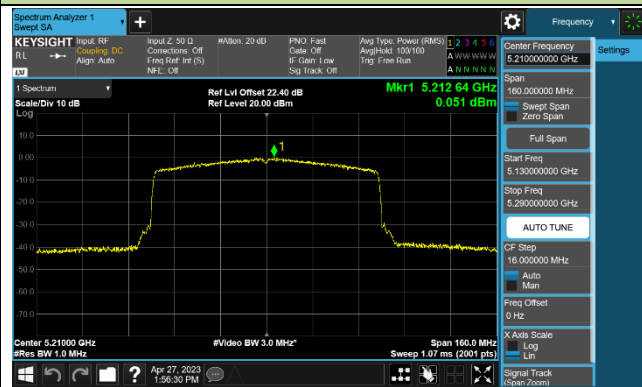 Spectrum Analyzer 1
Swept SA
+
Frequency
KEYSIGHT
RL
LXI
Input: RF
Coupling: DC
Align: Auto
Input Z: 50 Ω
Corrections: Off
Freq Ref: Int (S)
NFE: Off
#Atten: 20 dB
PNO: Fast
Gate: Off
IF Gain: Low
Sig Track: Off
Avg Type: Power (RMS)
Avg|Hold: 100/100
Trig: Free Run
1 2 3 4 5 6
A W W W W W
A N N N N N
1 Spectrum
Scale/Div 10 dB
Log
Ref Lvl Offset 22.40 dB
Ref Level 20.00 dBm
Mkr1 5.212 64 GHz
0.051 dBm
1
10.0
0.00
-10.0
-20.0
-30.0
-40.0
-50.0
-60.0
-70.0
Center 5.21000 GHz
#Res BW 1.0 MHz
#Video BW 3.0 MHz*
Span 160.0 MHz
Sweep 1.07 ms (2001 pts)
Apr 27, 2023
1:56:30 PM
Center Frequency
5.210000000 GHz
Settings
Span
160.000000 MHz
Swept Span
Zero Span
Full Span
Start Freq
5.130000000 GHz
Stop Freq
5.290000000 GHz
AUTO TUNE
CF Step
16.000000 MHz
Auto
Man
Freq Offset
0 Hz
X Axis Scale
Log
Lin
Signal Track
(Span Zoom)